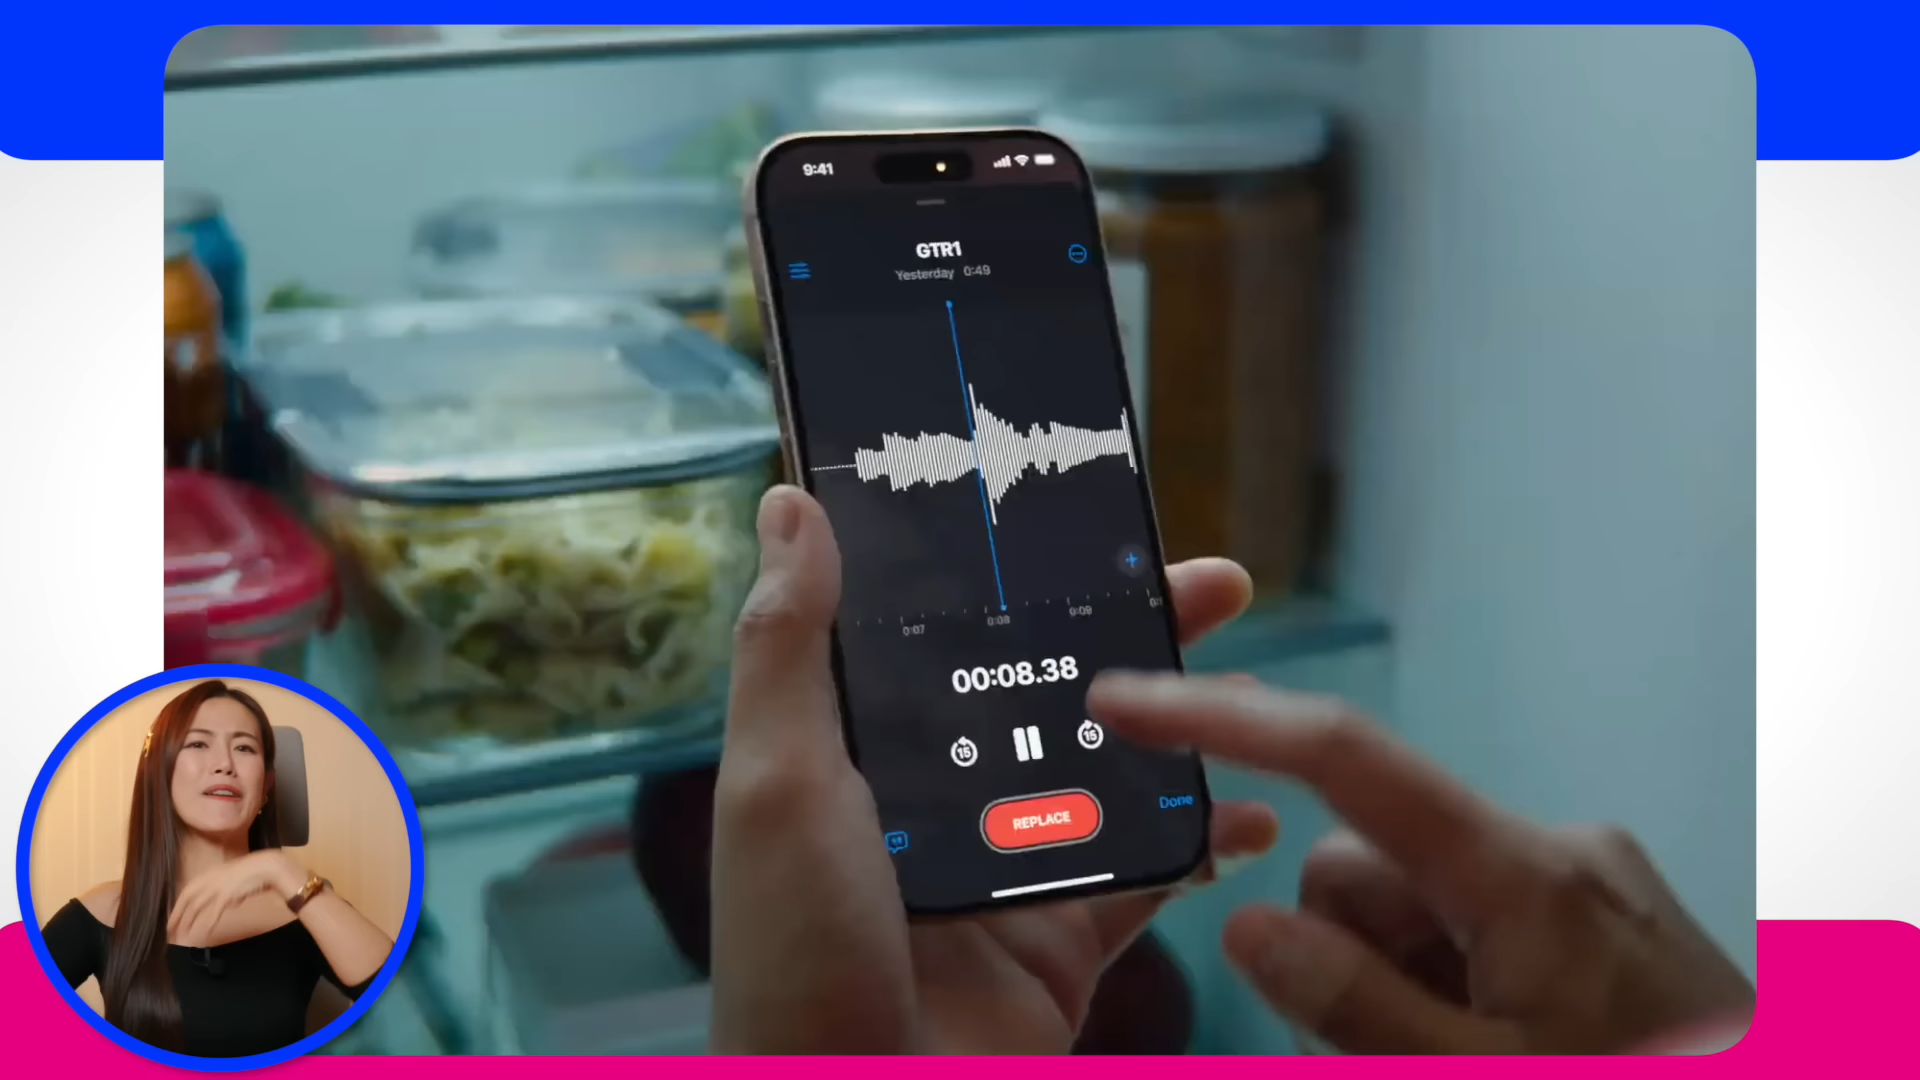 9:41
GTR1
Yesterday 0:49
0:07 0:08 0:09
00:08.38
15 15
REPLACE
Done